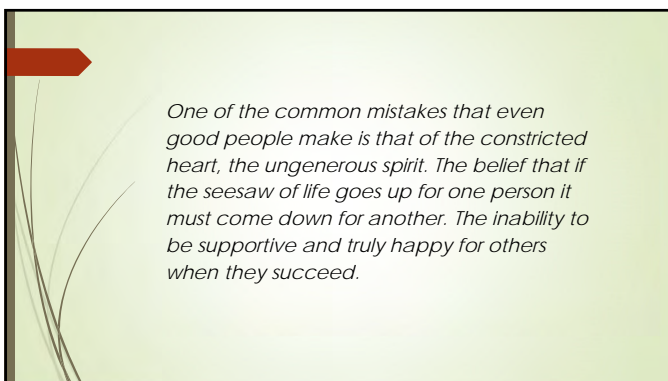 One of the common mistakes that even
good people make is that of the constricted
heart, the ungenerous spirit. The belief that if
the seesaw of life goes up for one person it
must come down for another. The inability to
be supportive and truly happy for others
when they succeed.